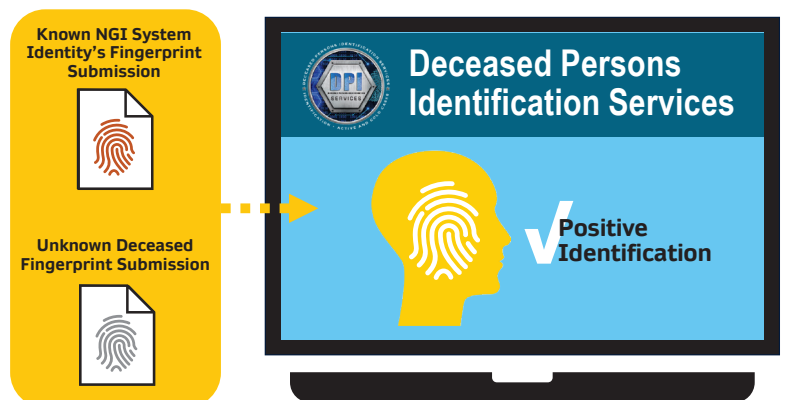 Known NGI System
Identity's Fingerprint
Submission
Unknown Deceased
Fingerprint Submission
DPI
SERVICES
Deceased Persons
Identification Services
Positive
Identification